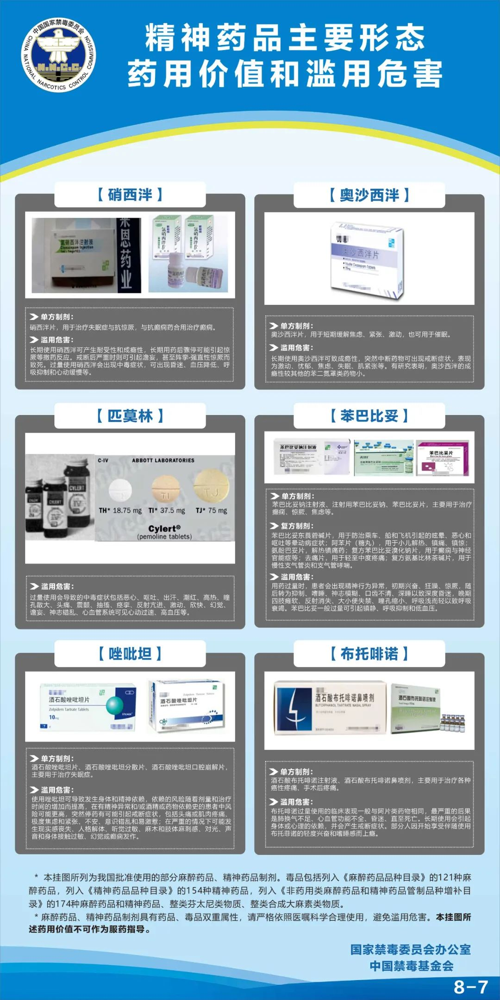 中国国家禁毒委员会
CHINA NATIONAL NARCOTICS CONTROL COMMISSION
N.N.C.C.
精神药品主要形态
药用价值和滥用危害
【硝西泮】
氯硝西泮注射液
Clonazepam Injection
莱恩药业
氯硝西泮片
氯硝西泮片
➤ 单方制剂：
硝西泮片，用于治疗失眠症与抗惊厥，与抗癫痫药合用治疗癫痫。
➤ 滥用危害：
长期使用硝西泮可产生耐受性和成瘾性，长期用药后骤停可能引起惊
厥等撤药反应。戒断后严重时则可引起澹妄，甚至阵挛-强直性惊厥而
致死。过量使用硝西泮会出现中毒症状，可出现昏迷、血压降低、呼
吸抑制和心动缓慢等。
【奥沙西泮】
奥沙西泮片
Youfei Oxazepam Tablets
15mg
➤ 单方制剂：
奥沙西泮片，用于短期缓解焦虑、紧张、激动，也可用于催眠。
➤ 滥用危害：
长期使用奥沙西泮可致成瘾性，突然中断药物可出现戒断症状，表现
为激动、忧郁、焦虑、失眠、肌紧张等。有研究表明，奥沙西泮的成
瘾性较其他的苯二氮䓬类药物小。
【匹莫林】
CYLERT
C-IV ABBOTT LABORATORIES
TI
TJ
TH* 18.75 mg TI* 37.5 mg TJ* 75 mg
Cylert®
(pemoline tablets)
➤ 滥用危害：
过量使用会导致的中毒症状包括恶心、呕吐、出汗、潮红、高热、瞳
孔散大、头痛、震颤、抽搐、痉挛、反射亢进、激动、欣快、幻觉、
谵妄、神志错乱、心血管系统可见心动过速、高血压等。
【苯巴比妥】
苯巴比妥钠注射液
注射用苯巴比妥钠
苯巴比妥片
➤ 单方制剂：
苯巴比妥钠注射液、注射用苯巴比妥钠、苯巴比妥片，主要用于治疗
癫痫、惊厥、焦虑等。
➤ 复方制剂：
苯巴比妥东莨菪碱片，用于防治乘车、船和飞机引起的眩晕、恶心和
呕吐等晕动病症状；阿苯片（糖丸），用于小儿解热、镇痛、镇惊；
氨酚巴妥片，解热镇痛药；复方苯巴比妥溴化钠片，用于癫痫与神经
官能症等；去痛片，用于轻至中度疼痛；复方氨基比林茶碱片，用于
慢性支气管炎和支气管哮喘。
➤ 滥用危害：
用药过量时，患者会出现精神行为异常，初期兴奋、狂躁、惊厥，随
后转为抑制、嗜睡、神志模糊、口齿不清、深睡以致深度昏迷，晚期
四肢瘫软、反射消失、大小便失禁、瞳孔缩小、呼吸浅而轻以致呼吸
衰竭。苯巴比妥一般过量可引起镇静、呼吸抑制和低血压。
【唑吡坦】
酒石酸唑吡坦片
Zolpidem Tartrate Tablets
10mg
STILNOX
7
酒石酸唑吡坦片
Zolpidem Tartrate Tablets
➤ 单方制剂：
酒石酸唑吡坦片、酒石酸唑吡坦分散片、酒石酸唑吡坦口腔崩解片，
主要用于治疗失眠症。
➤ 滥用危害：
使用唑吡坦可导致发生身体和精神依赖，依赖的风险随着剂量和治疗
时间的增加而提高，在有精神异常和/或酒精或药物依赖史的患者中风
险可能更高，突然停药有可能引起戒断症状，包括头痛或肌肉疼痛、
极度焦虑和紧张、不安、意识错乱和易激惹；在严重的情况下可能发
生现实感丧失、人格解体、听觉过敏、麻木和肢体麻刺感、对光、声
音和身体接触过敏、幻觉或癫痫发作。
【布托啡诺】
酒石酸布托啡诺鼻喷剂
BUTORPHANOL TARTRATE NASAL SPRAY
酒石酸布托啡诺注射液
➤ 单方制剂：
酒石酸布托啡诺注射液、酒石酸布托啡诺鼻喷剂，主要用于治疗各种
癌性疼痛、手术后疼痛。
➤ 滥用危害：
布托啡诺过量使用的临床表现一般与阿片类药物相同，最严重的后果
是肺换气不足、心血管功能不全、昏迷、直至死亡。长期使用会引起
身体或心理的依赖，并会产生戒断症状。部分人因开始享受伴随使用
布托菲诺的轻度兴奋和嗜睡感而上瘾。
* 本挂图所列为我国批准使用的部分麻醉药品、精神药品制剂。毒品包括列入《麻醉药品品种目录》的121种麻
醉药品，列入《精神药品品种目录》的154种精神药品，列入《非药用类麻醉药品和精神药品管制品种增补目
录》的174种麻醉药品和精神药品、整类芬太尼类物质、整类合成大麻素类物质。
* 麻醉药品、精神药品制剂具有药品、毒品双重属性，请严格依照医嘱科学合理使用，避免滥用危害。本挂图所
述药用价值不可作为服药指导。
国家禁毒委员会办公室
中国禁毒基金会
8-7